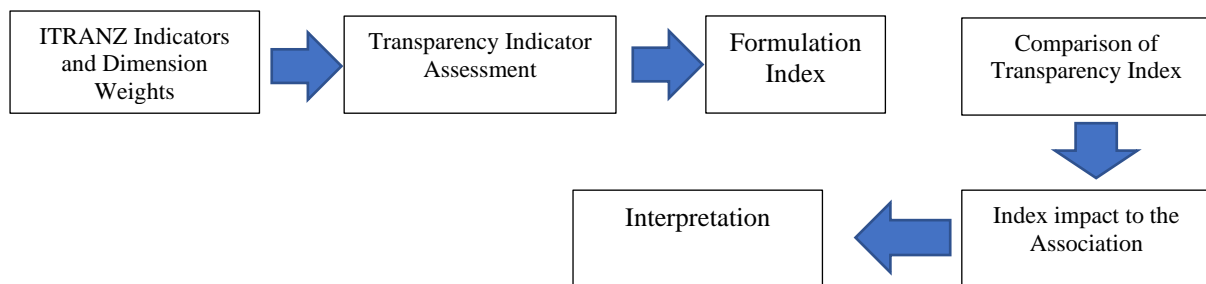 ITRANZ Indicators
and Dimension
Weights
Transparency Indicator
Assessment
Formulation
Index
Comparison of
Transparency Index
Index impact to the
Association
Interpretation